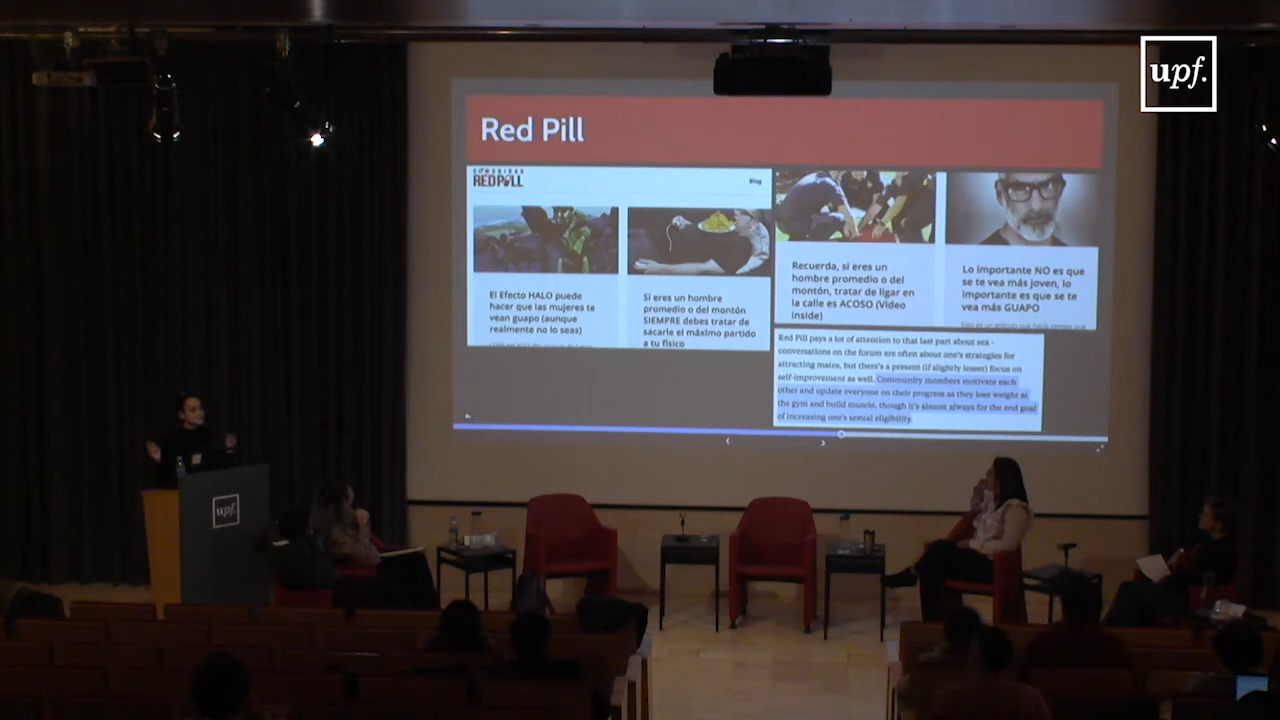 upf.
Red Pill
COMUNIDAD
REDPILL
Blog
El Efecto HALO puede
hacer que las mujeres te
vean guapo (aunque
realmente no lo seas)
Si eres un hombre
promedio o del montón
SIEMPRE debes tratar de
sacarle el máximo partido
a tu físico
Recuerda, si eres un
hombre promedio o del
montón, tratar de ligar en
la calle es ACOSO (Vídeo
inside)
Lo importante NO es que
se te vea más joven, lo
importante es que se te
vea más GUAPO
Red Pill pays a lot of attention to that last part about sex -
conversations on the forum are often about one's strategies for
attracting mates, but there's a present (if slightly lesser) focus on
self-improvement as well. Community members motivate each
other and update everyone on their progress as they lose weight at
the gym and build muscle, though it's almost always for the end goal
of increasing one's sexual eligibility.
upf.